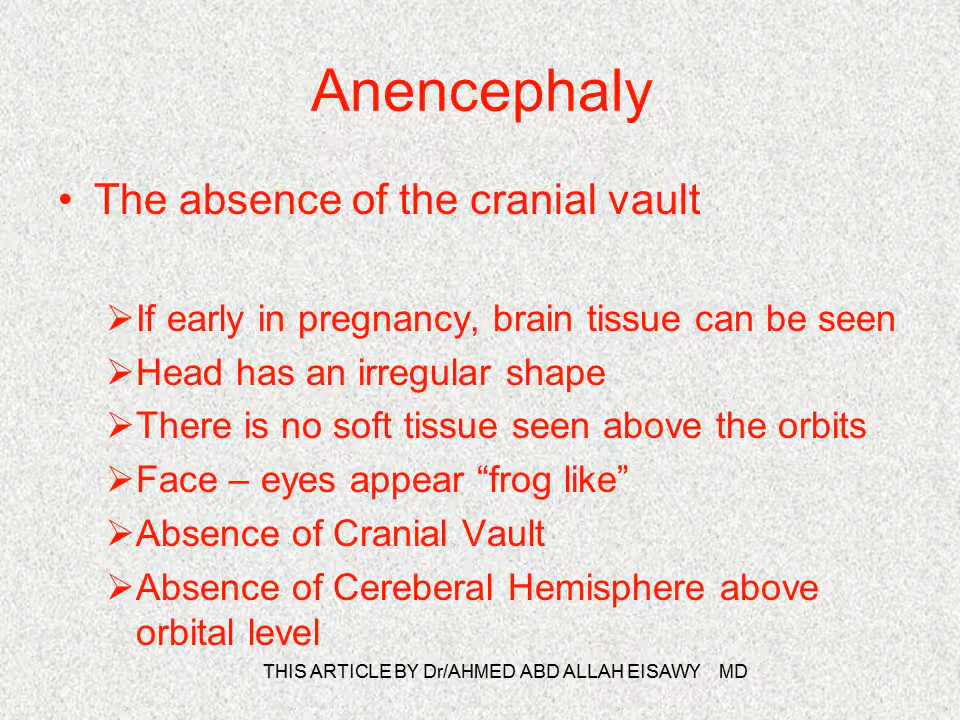 Anencephaly
• The absence of the cranial vault
➢If early in pregnancy, brain tissue can be seen
➢Head has an irregular shape
➢There is no soft tissue seen above the orbits
➢Face – eyes appear “frog like”
➢Absence of Cranial Vault
➢Absence of Cereberal Hemisphere above
orbital level
THIS ARTICLE BY Dr/AHMED ABD ALLAH EISAWY MD